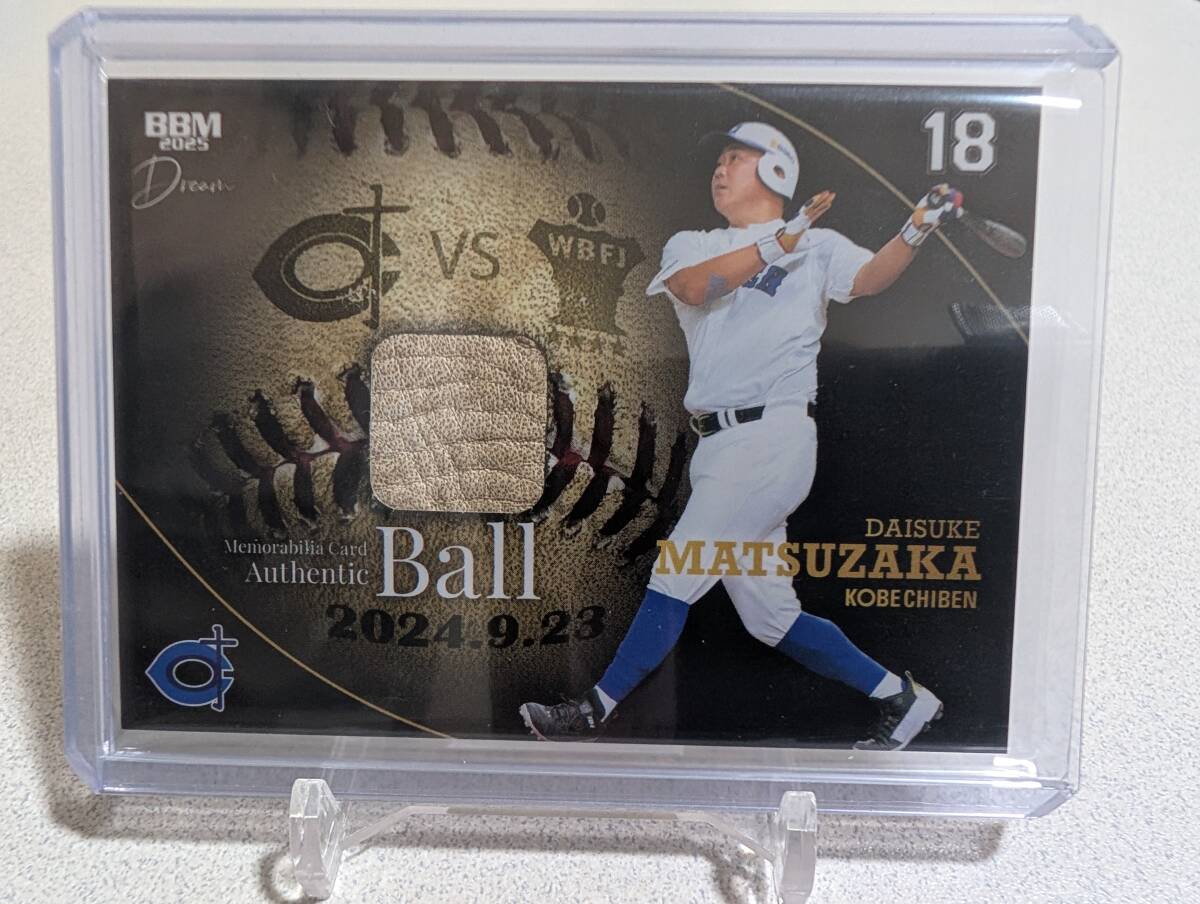 BBM
2025
Dream
18
VS
WBFJ
DAISUKE
MATSUZAKA
KOBE CHIBEN
Memorabilia Card
Authentic Ball
2024.9.23